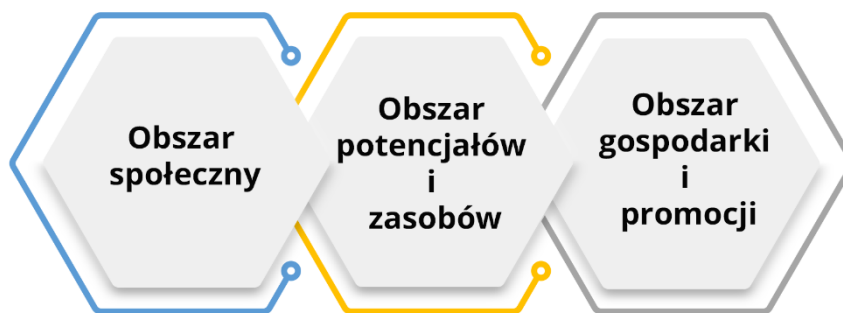 Obszar
społeczny
Obszar
potencjałów
i
zasobów
Obszar
gospodarki
i
promocji